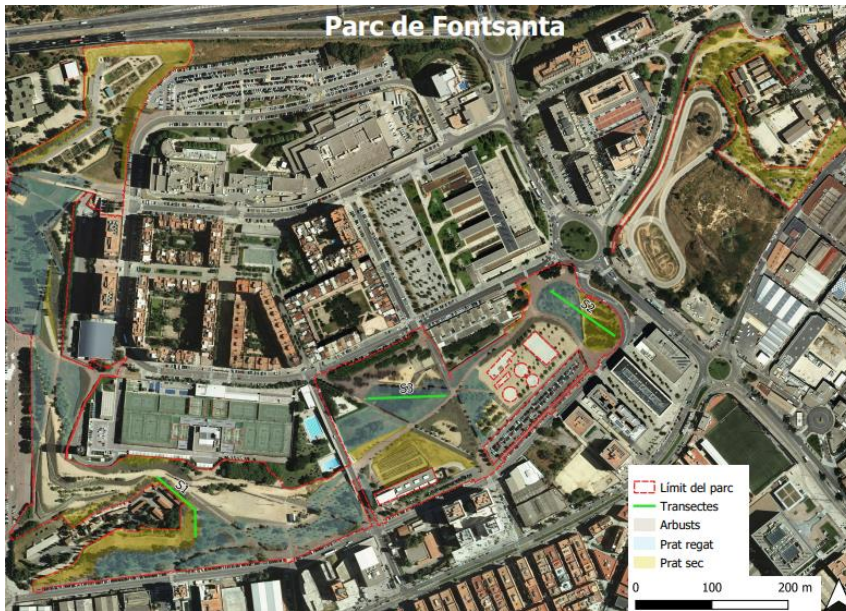 Parc de Fontsanta
S2
S3
S1
Límit del parc
Transectes
Arbusts
Prat regat
Prat sec
0 100 200 m